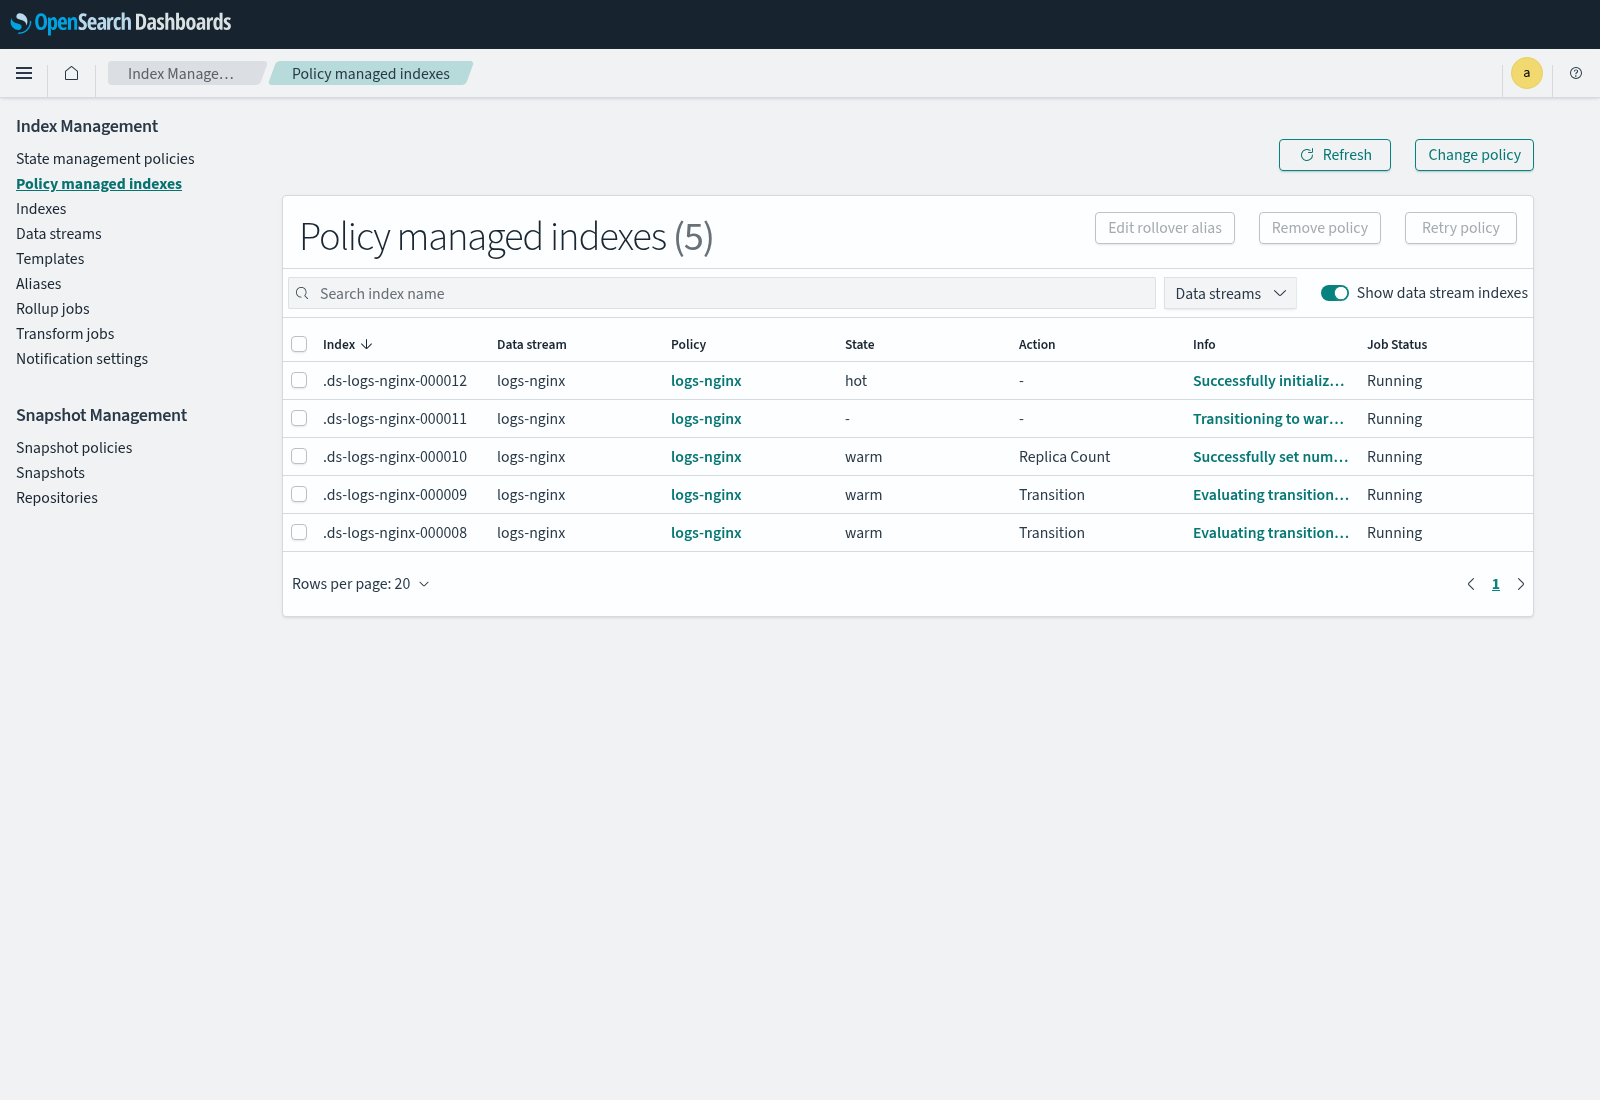 OpenSearch Dashboards
Index Manage…
Policy managed indexes
a
Index Management
State management policies
Policy managed indexes
Indexes
Data streams
Templates
Aliases
Rollup jobs
Transform jobs
Notification settings
Snapshot Management
Snapshot policies
Snapshots
Repositories
Refresh
Change policy
Policy managed indexes (5)
Edit rollover alias
Remove policy
Retry policy
Search index name
Data streams
Show data stream indexes
Index Data stream Policy State Action Info Job Status
.ds-logs-nginx-000012 logs-nginx logs-nginx hot - Successfully initializ… Running
.ds-logs-nginx-000011 logs-nginx logs-nginx - - Transitioning to war… Running
.ds-logs-nginx-000010 logs-nginx logs-nginx warm Replica Count Successfully set num… Running
.ds-logs-nginx-000009 logs-nginx logs-nginx warm Transition Evaluating transition… Running
.ds-logs-nginx-000008 logs-nginx logs-nginx warm Transition Evaluating transition… Running
Rows per page: 20
1